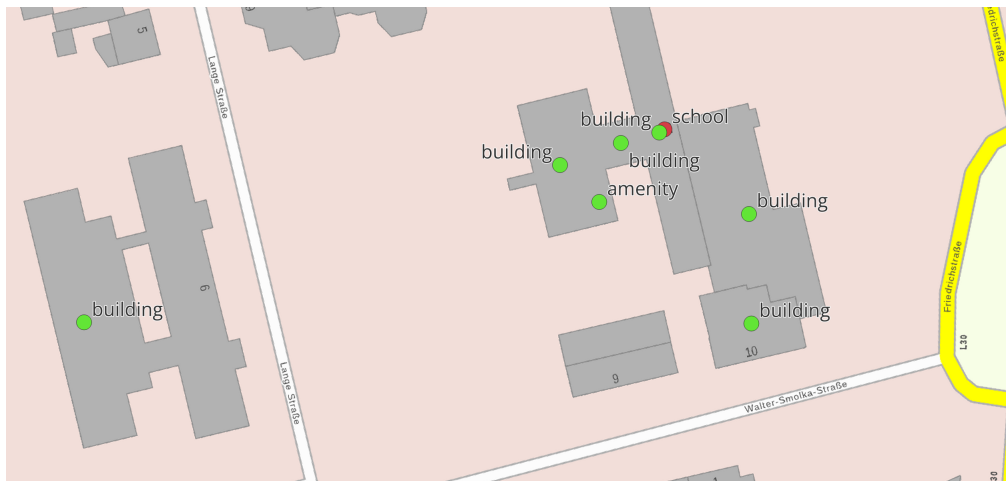 5
Lange Straße
Friedrichstraße
building
school
building
building
amenity
building
building
building
6
Lange Straße
9
10
Walter-Smolka-Straße
Friedrichstraße
L30
L30